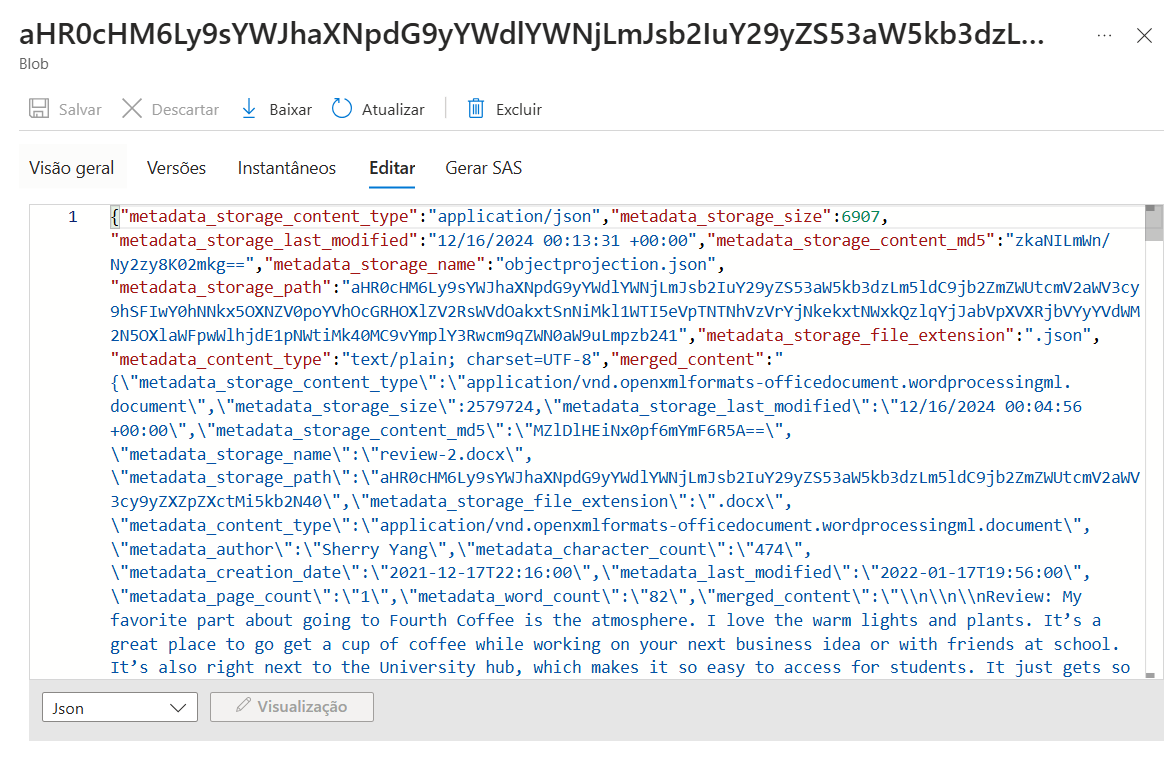 aHR0cHM6Ly9sYWJhaXNpdG9yYWdlYWNjLmJsb2IuY29yZS53aW5kb3dzL...
Blob
Salvar Descartar Baixar Atualizar Excluir
Visão geral Versões Instantâneos Editar Gerar SAS
1 {"metadata_storage_content_type":"application/json","metadata_storage_size":6907,
"metadata_storage_last_modified":"12/16/2024 00:13:31 +00:00","metadata_storage_content_md5":"zkaNILmWn/
Ny2zy8K02mkg==","metadata_storage_name":"objectprojection.json",
"metadata_storage_path":"aHR0cHM6Ly9sYWJhaXNpdG9yYWdlYWNjLmJsb2IuY29yZS53aW5kb3dzLm5ldC9jb2ZmZWUtcmV2aWV3cy
9hSFIwY0hNNkx5OXNZV0poYVhOcGRHOXlZV2RsWVdOakxtSnNiMkl1WTI5eVpTNTNhVzVrYjNkekxtNWxkQzlqYjJabVpXVXRjbVYyYVdWM
2N5OXlaWFpwWlhjdE1pNWtiMk40MC9vYmplY3Rwcm9qZWN0aW9uLmpzb241","metadata_storage_file_extension":".json",
"metadata_content_type":"text/plain; charset=UTF-8","merged_content":"
{\"metadata_storage_content_type\":\"application/vnd.openxmlformats-officedocument.wordprocessingml.
document\",\"metadata_storage_size\":2579724,\"metadata_storage_last_modified\":\"12/16/2024 00:04:56
+00:00\",\"metadata_storage_content_md5\":\"MZlDlHEiNx0pf6mYmF6R5A==\",
\"metadata_storage_name\":\"review-2.docx\",
\"metadata_storage_path\":\"aHR0cHM6Ly9sYWJhaXNpdG9yYWdlYWNjLmJsb2IuY29yZS53aW5kb3dzLm5ldC9jb2ZmZWUtcmV2aWV
3cy9yZXZpZXctMi5kb2N40\",\"metadata_storage_file_extension\":\".docx\",
\"metadata_content_type\":\"application/vnd.openxmlformats-officedocument.wordprocessingml.document\",
\"metadata_author\":\"Sherry Yang\",\"metadata_character_count\":\"474\",
\"metadata_creation_date\":\"2021-12-17T22:16:00\",\"metadata_last_modified\":\"2022-01-17T19:56:00\",
\"metadata_page_count\":\"1\",\"metadata_word_count\":\"82\",\"merged_content\":\"\\n\\n\\nReview: My
favorite part about going to Fourth Coffee is the atmosphere. I love the warm lights and plants. It’s a
great place to go get a cup of coffee while working on your next business idea or with friends at school.
It’s also right next to the University hub, which makes it so easy to access for students. It just gets so
Json Visualização